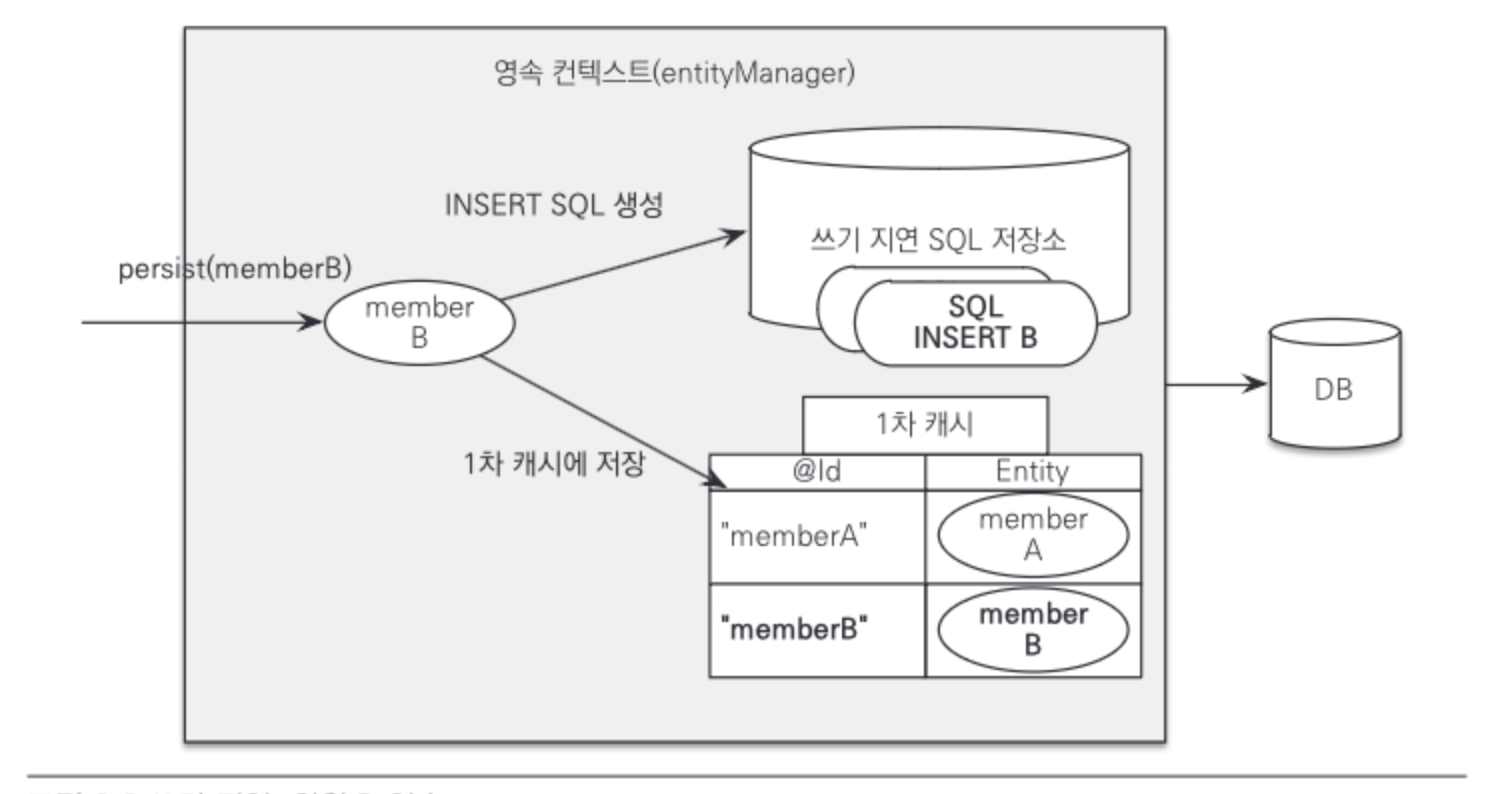 영속 컨텍스트(entityManager)
INSERT SQL 생성
쓰기 지연 SQL 저장소
persist(memberB)
member
B
SQL
INSERT B
DB
1차 캐시
1차 캐시에 저장
@Id
Entity
"memberA"
member
A
"memberB"
member
B